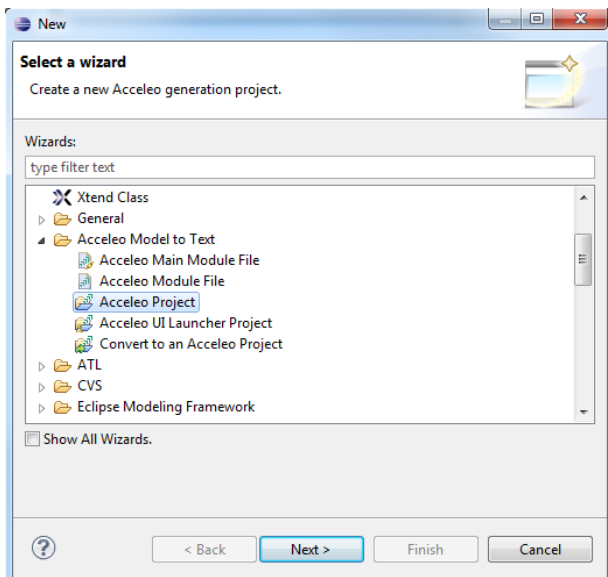 New
Select a wizard
Create a new Acceleo generation project.
Wizards:
type filter text
Xtend Class
General
Acceleo Model to Text
Acceleo Main Module File
Acceleo Module File
Acceleo Project
Acceleo UI Launcher Project
Convert to an Acceleo Project
ATL
CVS
Eclipse Modeling Framework
Show All Wizards.
? < Back Next > Finish Cancel